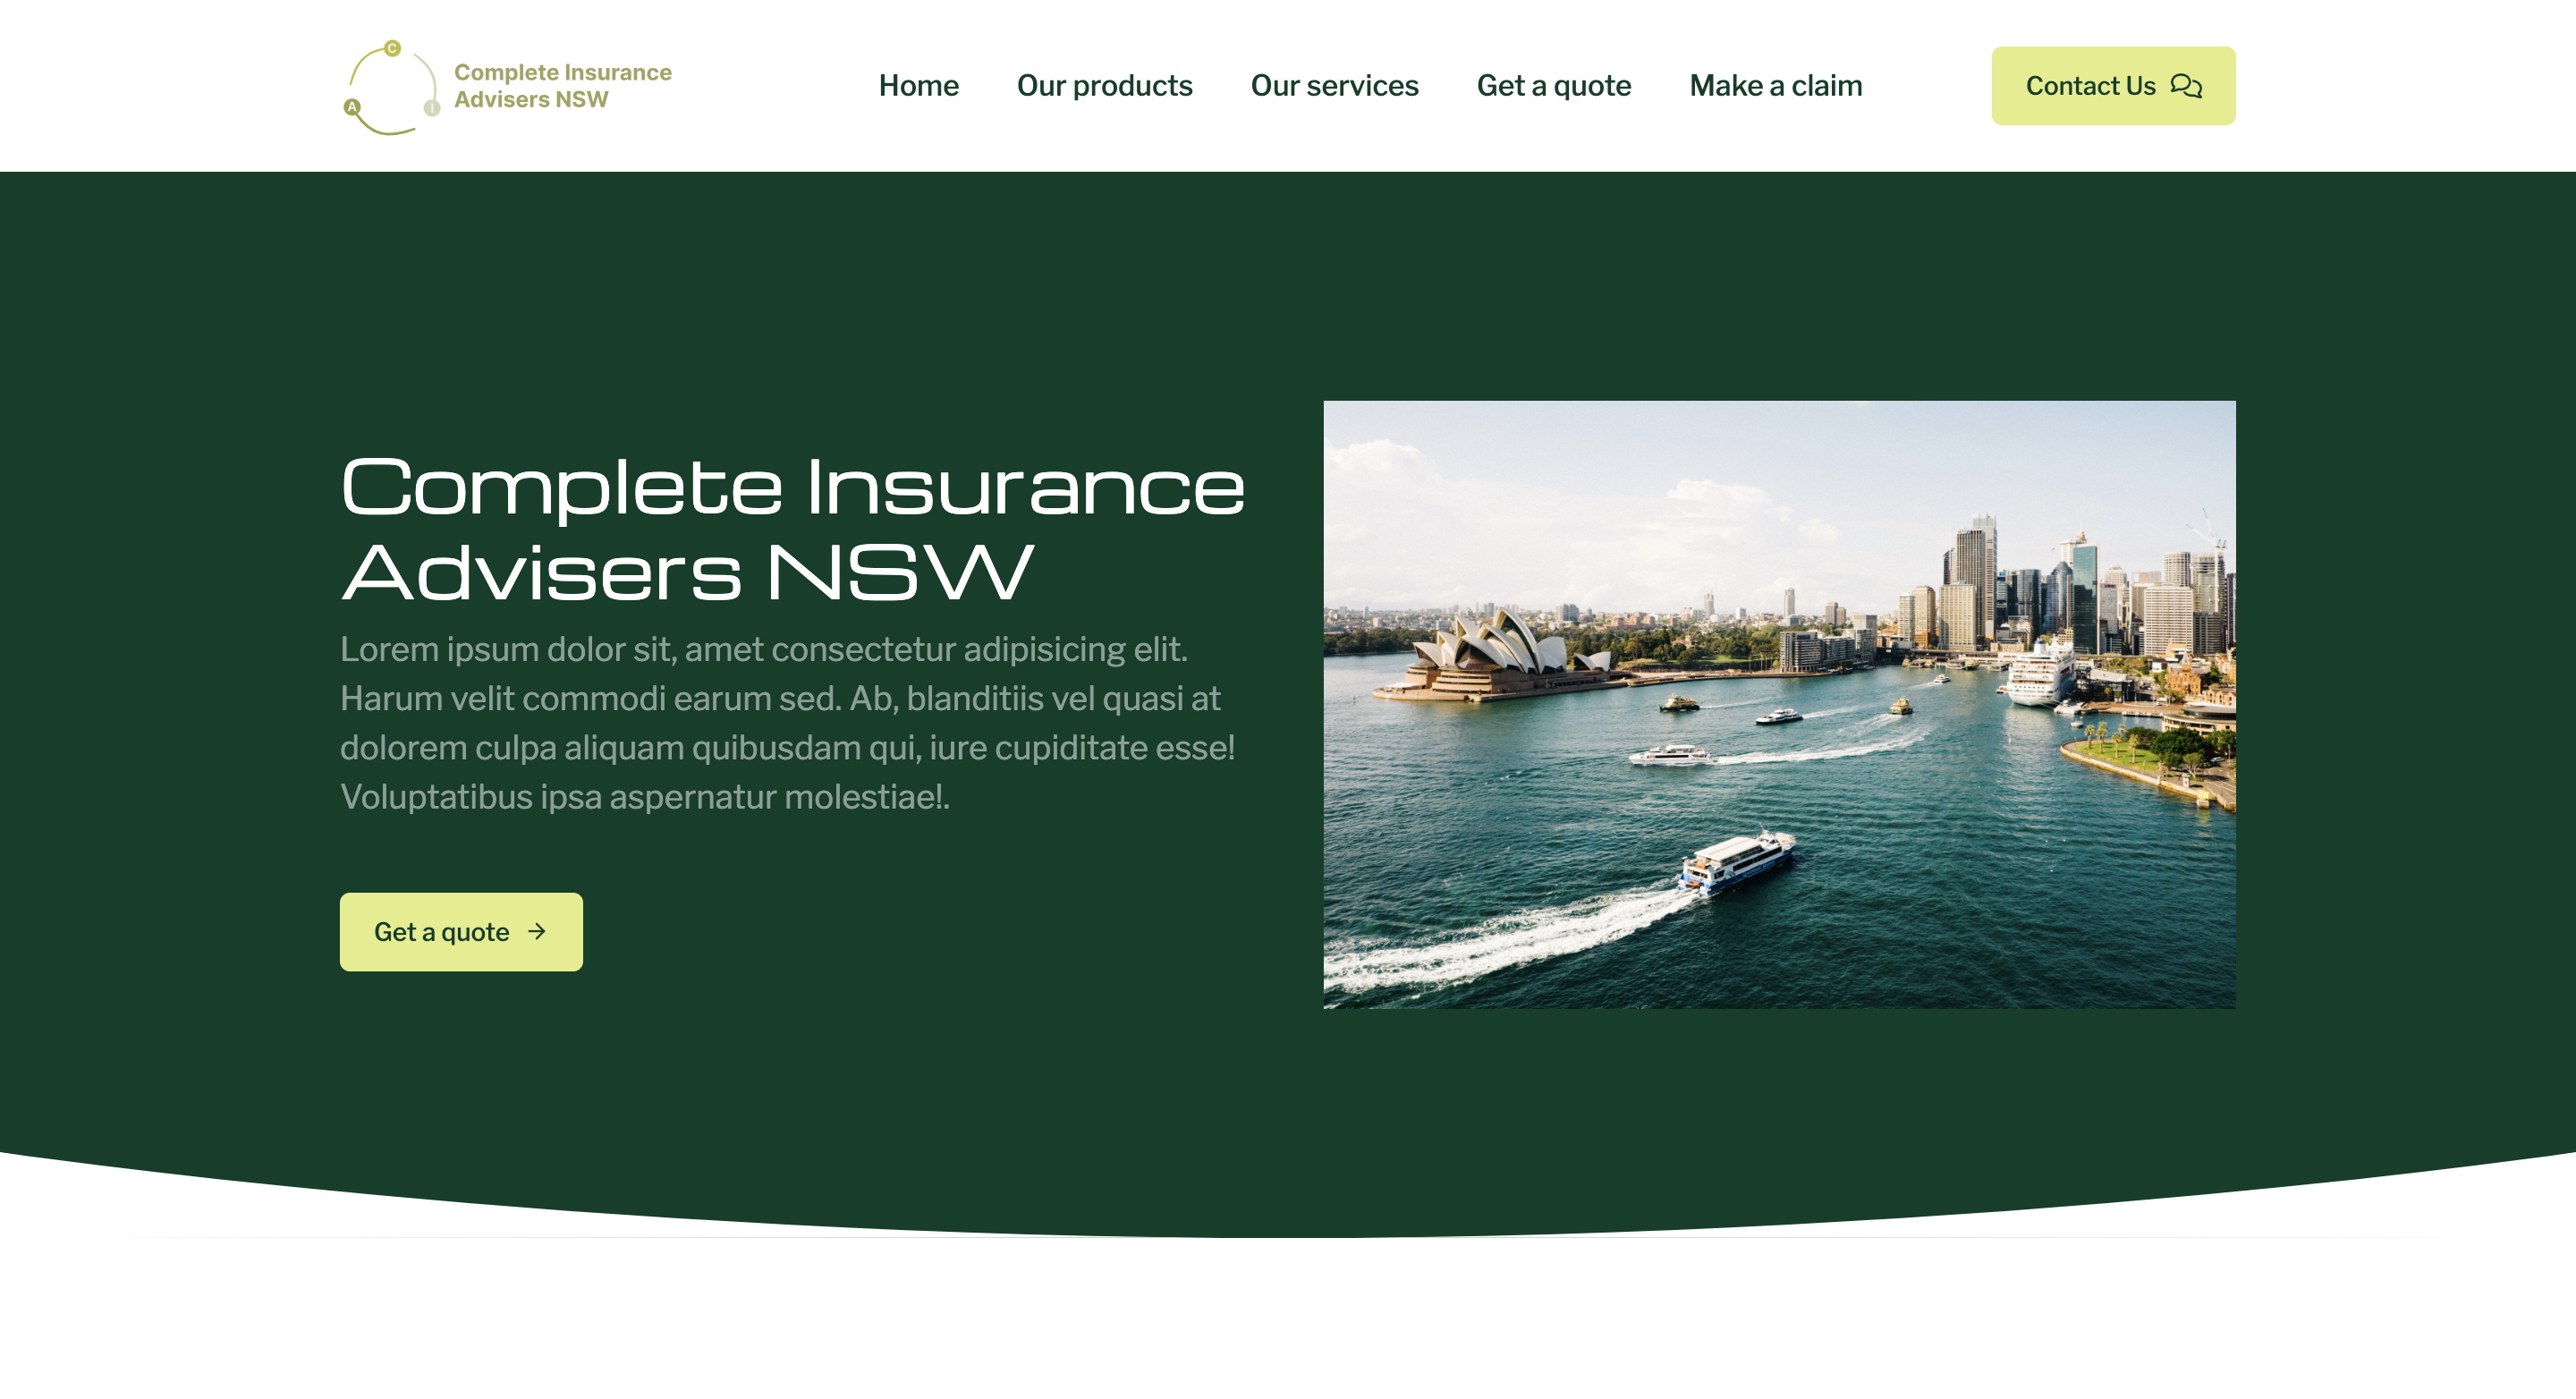 C
A
I
Complete Insurance
Advisers NSW
Home
Our products
Our services
Get a quote
Make a claim
Contact Us
Complete Insurance
Advisers NSW
Lorem ipsum dolor sit, amet consectetur adipisicing elit.
Harum velit commodi earum sed. Ab, blanditiis vel quasi at
dolorem culpa aliquam quibusdam qui, iure cupiditate esse!
Voluptatibus ipsa aspernatur molestiae!.
Get a quote